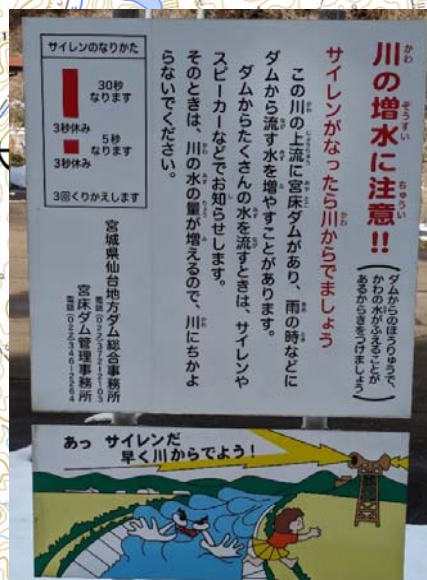 川の増水に注意!!
(ダムからのほうりゅうで、
かわの水がふえることが
あるからきをつけましょう)
サイレンがなったら川からでましょう
この川の上流に宮床ダムがあり、雨の時などに
ダムから流す水を増やすことがあります。
ダムからたくさんの水を流すときは、サイレンや
スピーカーなどでお知らせします。
そのときは、川の水の量が増えるので、川にちかよ
らないでください。
サイレンのなりかた
30秒
なります
3秒休み
5秒
なります
3秒休み
3回くりかえします
宮城県仙台地方ダム総合事務所
電話(022)372-2103
宮床ダム管理事務所
電話(022)346-2264
あっ サイレンだ
早く川からでよう!